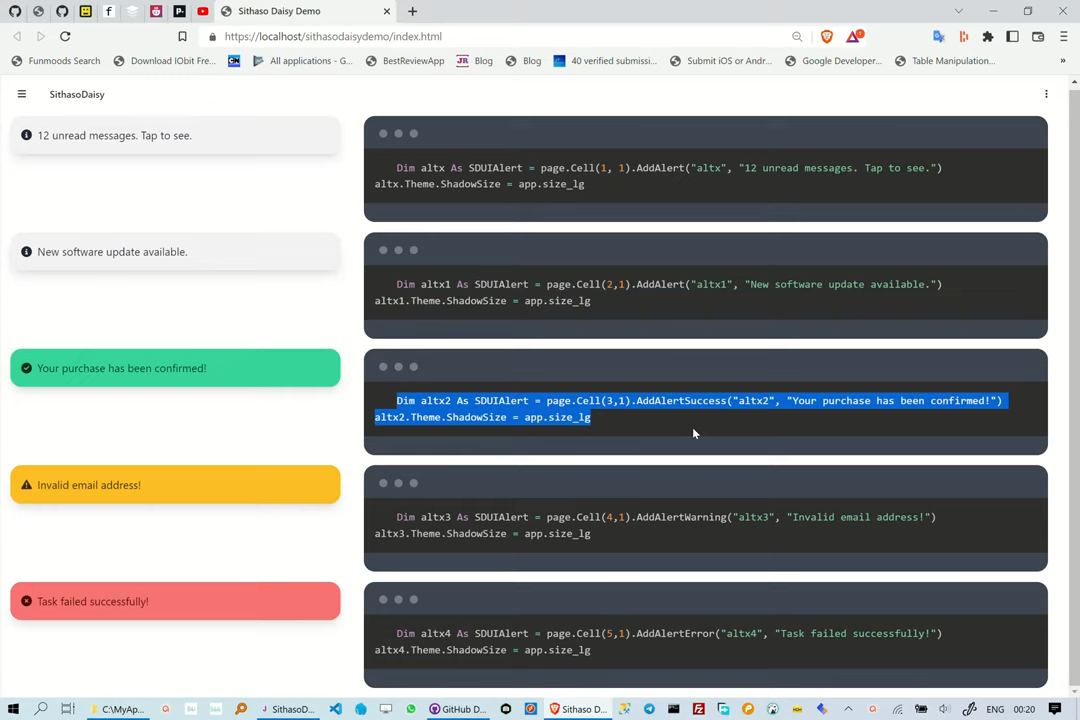 Sithaso Daisy Demo
https://localhost/sithasodaisydemo/index.html
Funmoods Search
Download IObit Fre...
All applications - G...
BestReviewApp
JR
Blog
Blog
40 verified submissi...
Submit iOS or Andr...
Google Developer...
Table Manipulation...
»
SithasoDaisy
12 unread messages. Tap to see.
Dim altx As SDUIAlert = page.Cell(1, 1).AddAlert("altx", "12 unread messages. Tap to see.")
altx.Theme.ShadowSize = app.size_lg
New software update available.
Dim altx1 As SDUIAlert = page.Cell(2,1).AddAlert("altx1", "New software update available.")
altx1.Theme.ShadowSize = app.size_lg
Your purchase has been confirmed!
Dim altx2 As SDUIAlert = page.Cell(3,1).AddAlertSuccess("altx2", "Your purchase has been confirmed!")
altx2.Theme.ShadowSize = app.size_lg
Invalid email address!
Dim altx3 As SDUIAlert = page.Cell(4,1).AddAlertWarning("altx3", "Invalid email address!")
altx3.Theme.ShadowSize = app.size_lg
Task failed successfully!
Dim altx4 As SDUIAlert = page.Cell(5,1).AddAlertError("altx4", "Task failed successfully!")
altx4.Theme.ShadowSize = app.size_lg
C:\MyAp...
SithasoD...
GitHub D...
Sithaso D...
ENG
00:20